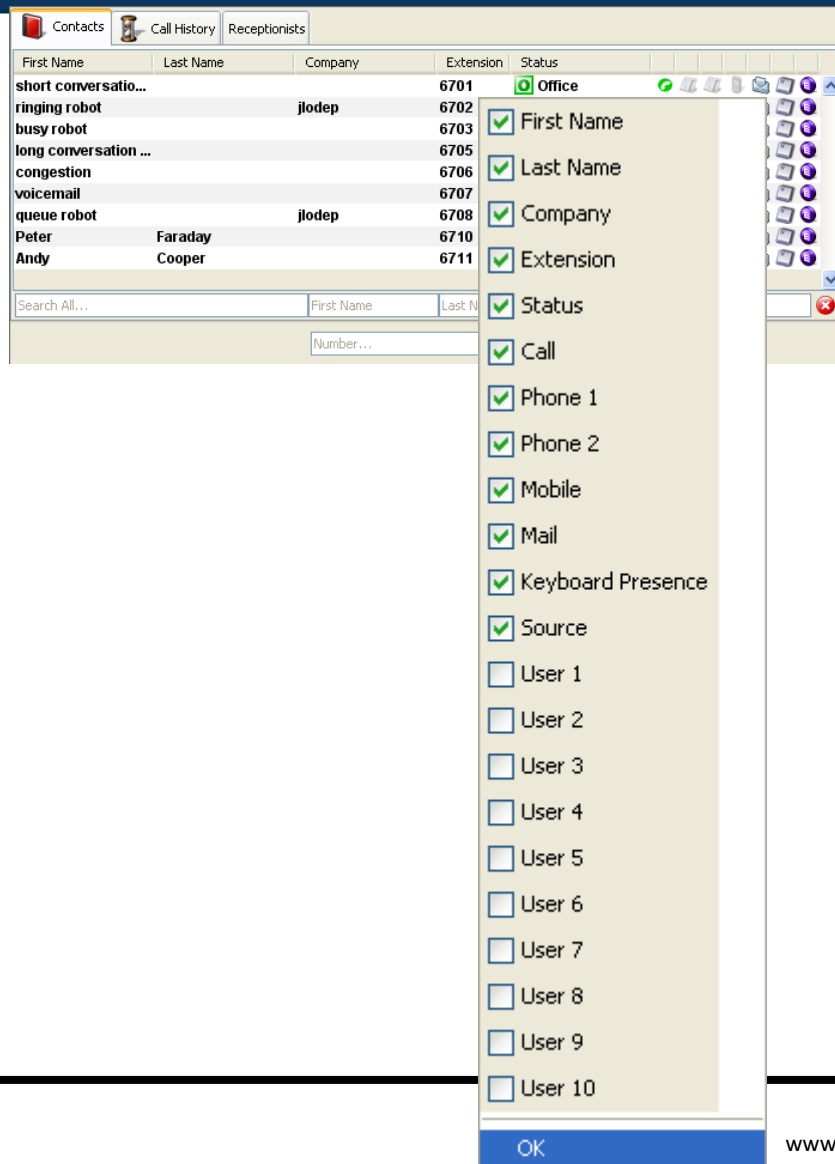 Contacts Call History Receptionists
First Name Last Name Company Extension Status
short conversatio... 6701 Office
ringing robot jlodep 6702
busy robot 6703
long conversation ... 6705
congestion 6706
voicemail 6707
queue robot jlodep 6708
Peter Faraday 6710
Andy Cooper 6711
Search All... First Name Last N
Number...
First Name
Last Name
Company
Extension
Status
Call
Phone 1
Phone 2
Mobile
Mail
Keyboard Presence
Source
User 1
User 2
User 3
User 4
User 5
User 6
User 7
User 8
User 9
User 10
OK
www